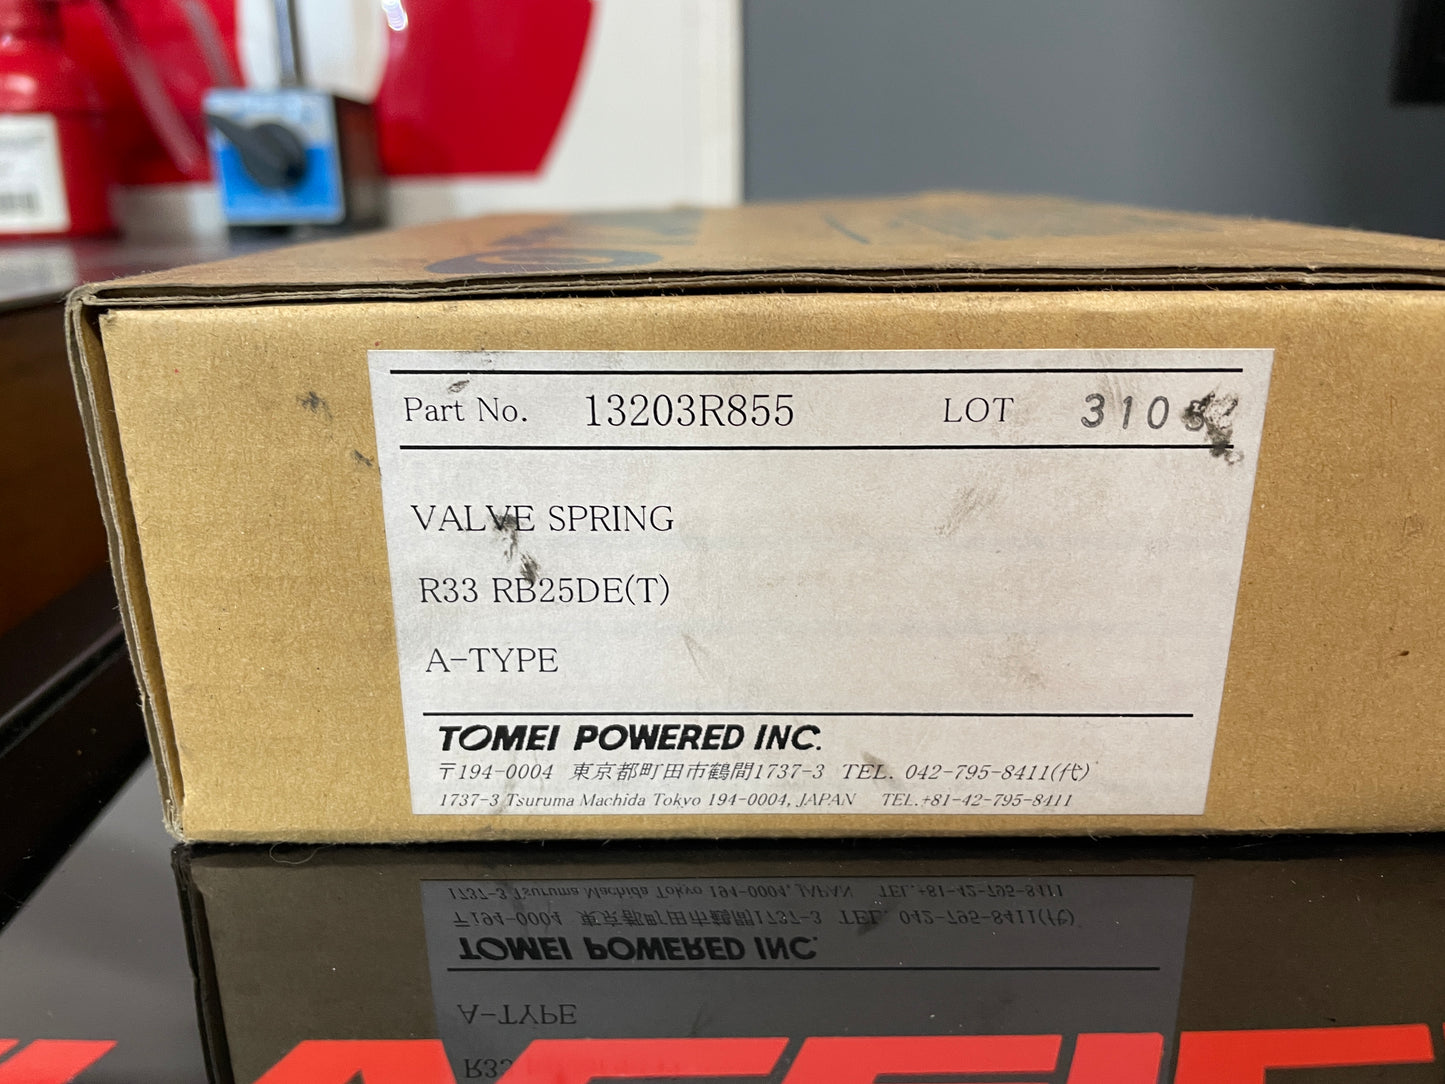 Part No. 13203R855 LOT 310
VALVE SPRING
R33 RB25DE(T)
A-TYPE
TOMEI POWERED INC.
〒194-0004 東京都町田市鶴間1737-3 TEL. 042-795-8411(代)
1737-3 Tsuruma Machida Tokyo 194-0004, JAPAN TEL.+81-42-795-8411